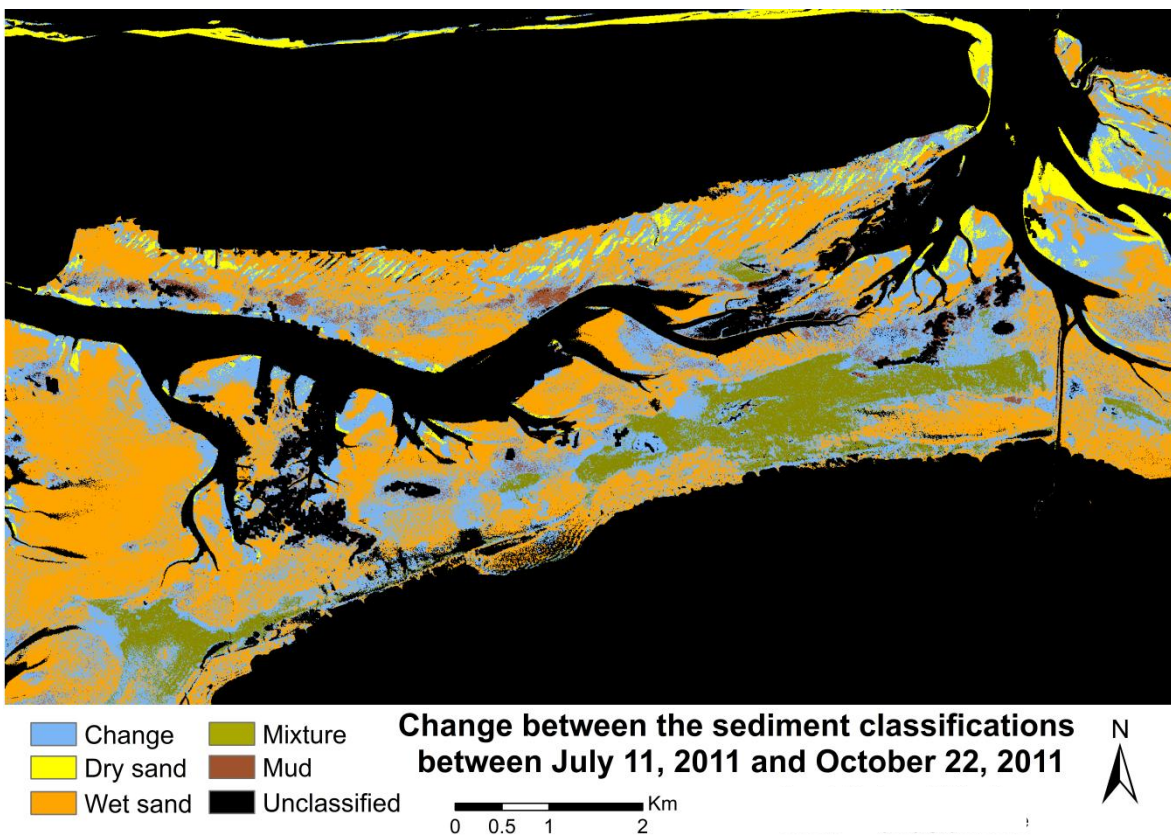 Change
Dry sand
Wet sand
Mixture
Mud
Unclassified
Change between the sediment classifications
between July 11, 2011 and October 22, 2011
N
Km
0 0.5 1 2